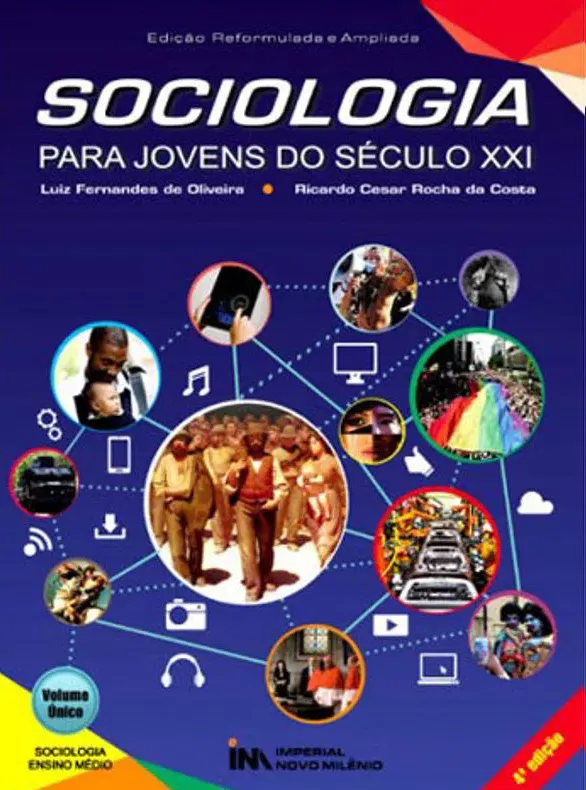 Edição Reformulada e Ampliada
SOCIOLOGIA
PARA JOVENS DO SÉCULO XXI
Luiz Fernandes de Oliveira • Ricardo Cesar Rocha da Costa
Volume
Único
SOCIOLOGIA
ENSINO MÉDIO
INM IMPERIAL
NOVO MILÊNIO
4ª edição